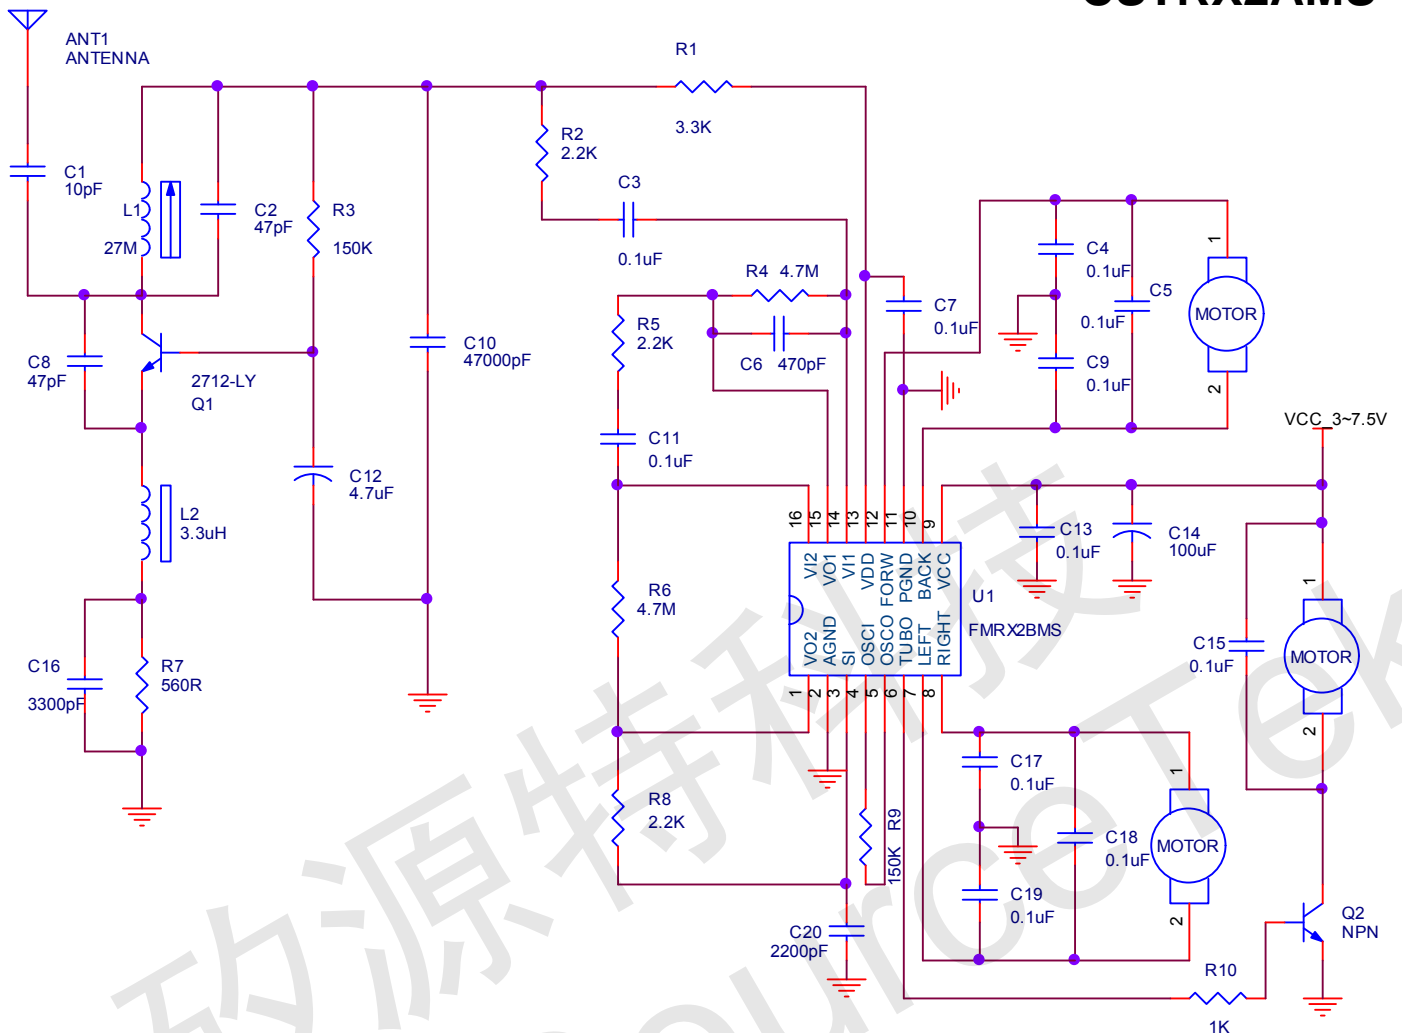 ANT1
ANTENNA
R1
3.3K
R2
2.2K
C1
10pF
L1
27M
C2
47pF
R3
150K
C3
0.1uF
R4 4.7M
C4
0.1uF
C5
0.1uF
1
MOTOR
2
C7
0.1uF
R5
2.2K
C6 470pF
C9
0.1uF
C8
47pF
2712-LY
Q1
C10
47000pF
VCC_3~7.5V
C11
0.1uF
C12
4.7uF
L2
3.3uH
16
15
14
13
12
11
10
9
VI2
VO1
VI1
VDD
FORW
PGND
BACK
VCC
VO2
AGND
SI
OSCI
OSCO
TUBO
LEFT
RIGHT
1
2
3
4
5
6
7
8
U1
FMRX2BMS
C13
0.1uF
C14
100uF
R6
4.7M
C15
0.1uF
1
MOTOR
2
C16
3300pF
R7
560R
R8
2.2K
R9
150K
C17
0.1uF
C18
0.1uF
1
MOTOR
2
C19
0.1uF
C20
2200pF
Q2
NPN
R10
1K
矽源特科技